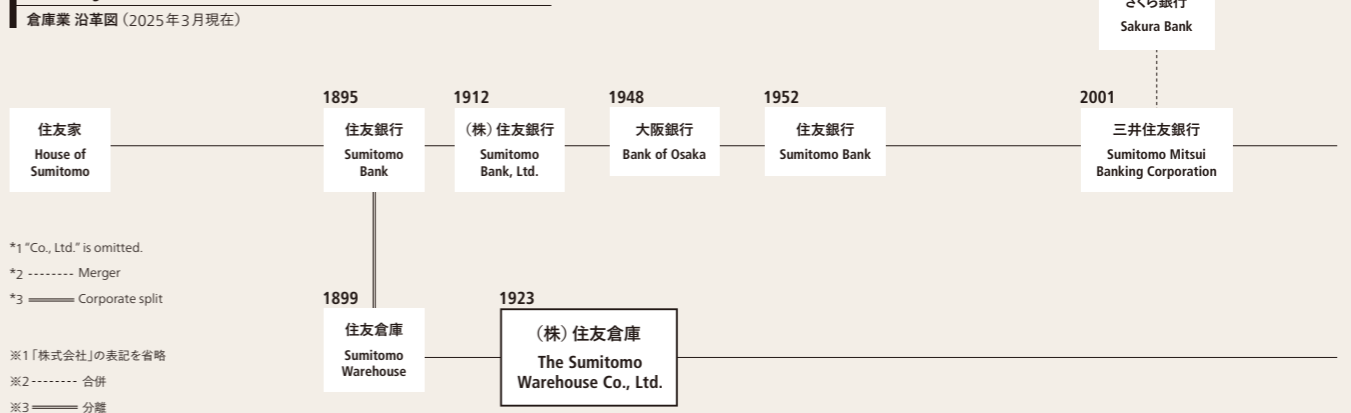 倉庫業 沿革図（2025年3月現在）
さくら銀行
Sakura Bank
1895
1912
1948
1952
2001
住友家
House of
Sumitomo
住友銀行
Sumitomo
Bank
（株）住友銀行
Sumitomo
Bank, Ltd.
大阪銀行
Bank of Osaka
住友銀行
Sumitomo Bank
三井住友銀行
Sumitomo Mitsui
Banking Corporation
*1 "Co., Ltd." is omitted.
*2 -------- Merger
*3 ═════ Corporate split
1899
住友倉庫
Sumitomo
Warehouse
1923
（株）住友倉庫
The Sumitomo
Warehouse Co., Ltd.
※1「株式会社」の表記を省略
※2 -------- 合併
※3 ═════ 分離